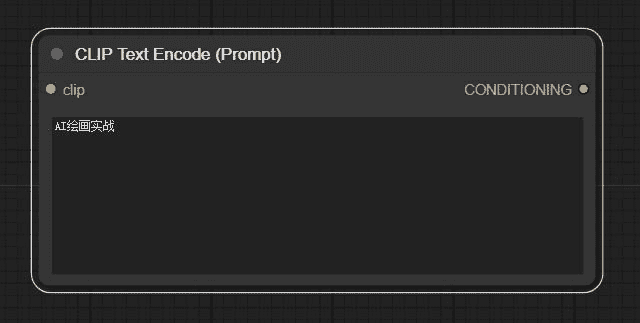 CLIP Text Encode (Prompt)
clip CONDITIONING
AI绘画实战